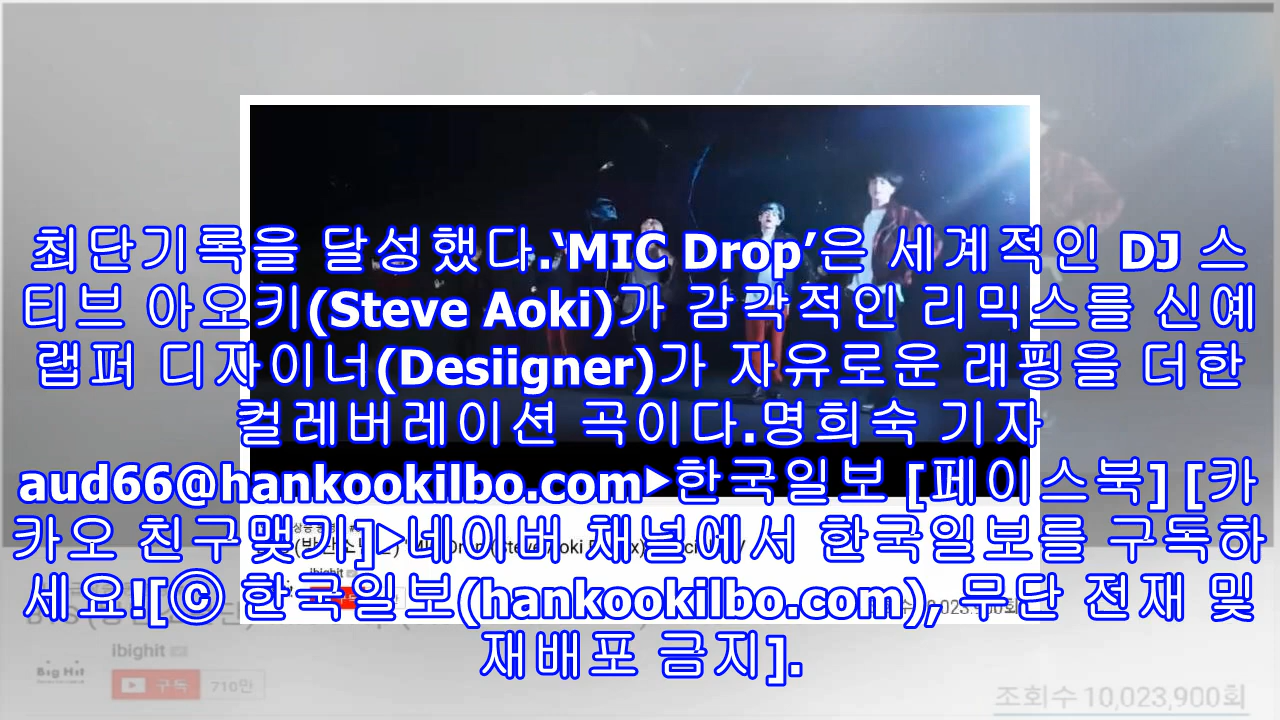 최단기록을 달성했다.‘MIC Drop’은 세계적인 DJ 스
티브 아오키(Steve Aoki)가 감각적인 리믹스를 신예
랩퍼 디자이너(Desiigner)가 자유로운 래핑을 더한
컬레버레이션 곡이다.명희숙 기자
aud66@hankookilbo.com▶한국일보 [페이스북] [카
카오 친구맺기]▶네이버 채널에서 한국일보를 구독하
세요![ⓒ 한국일보(hankookilbo.com), 무단 전재 및
재배포 금지].
ibighit
Big Hit
구독 710만
조회수 10,023,900회